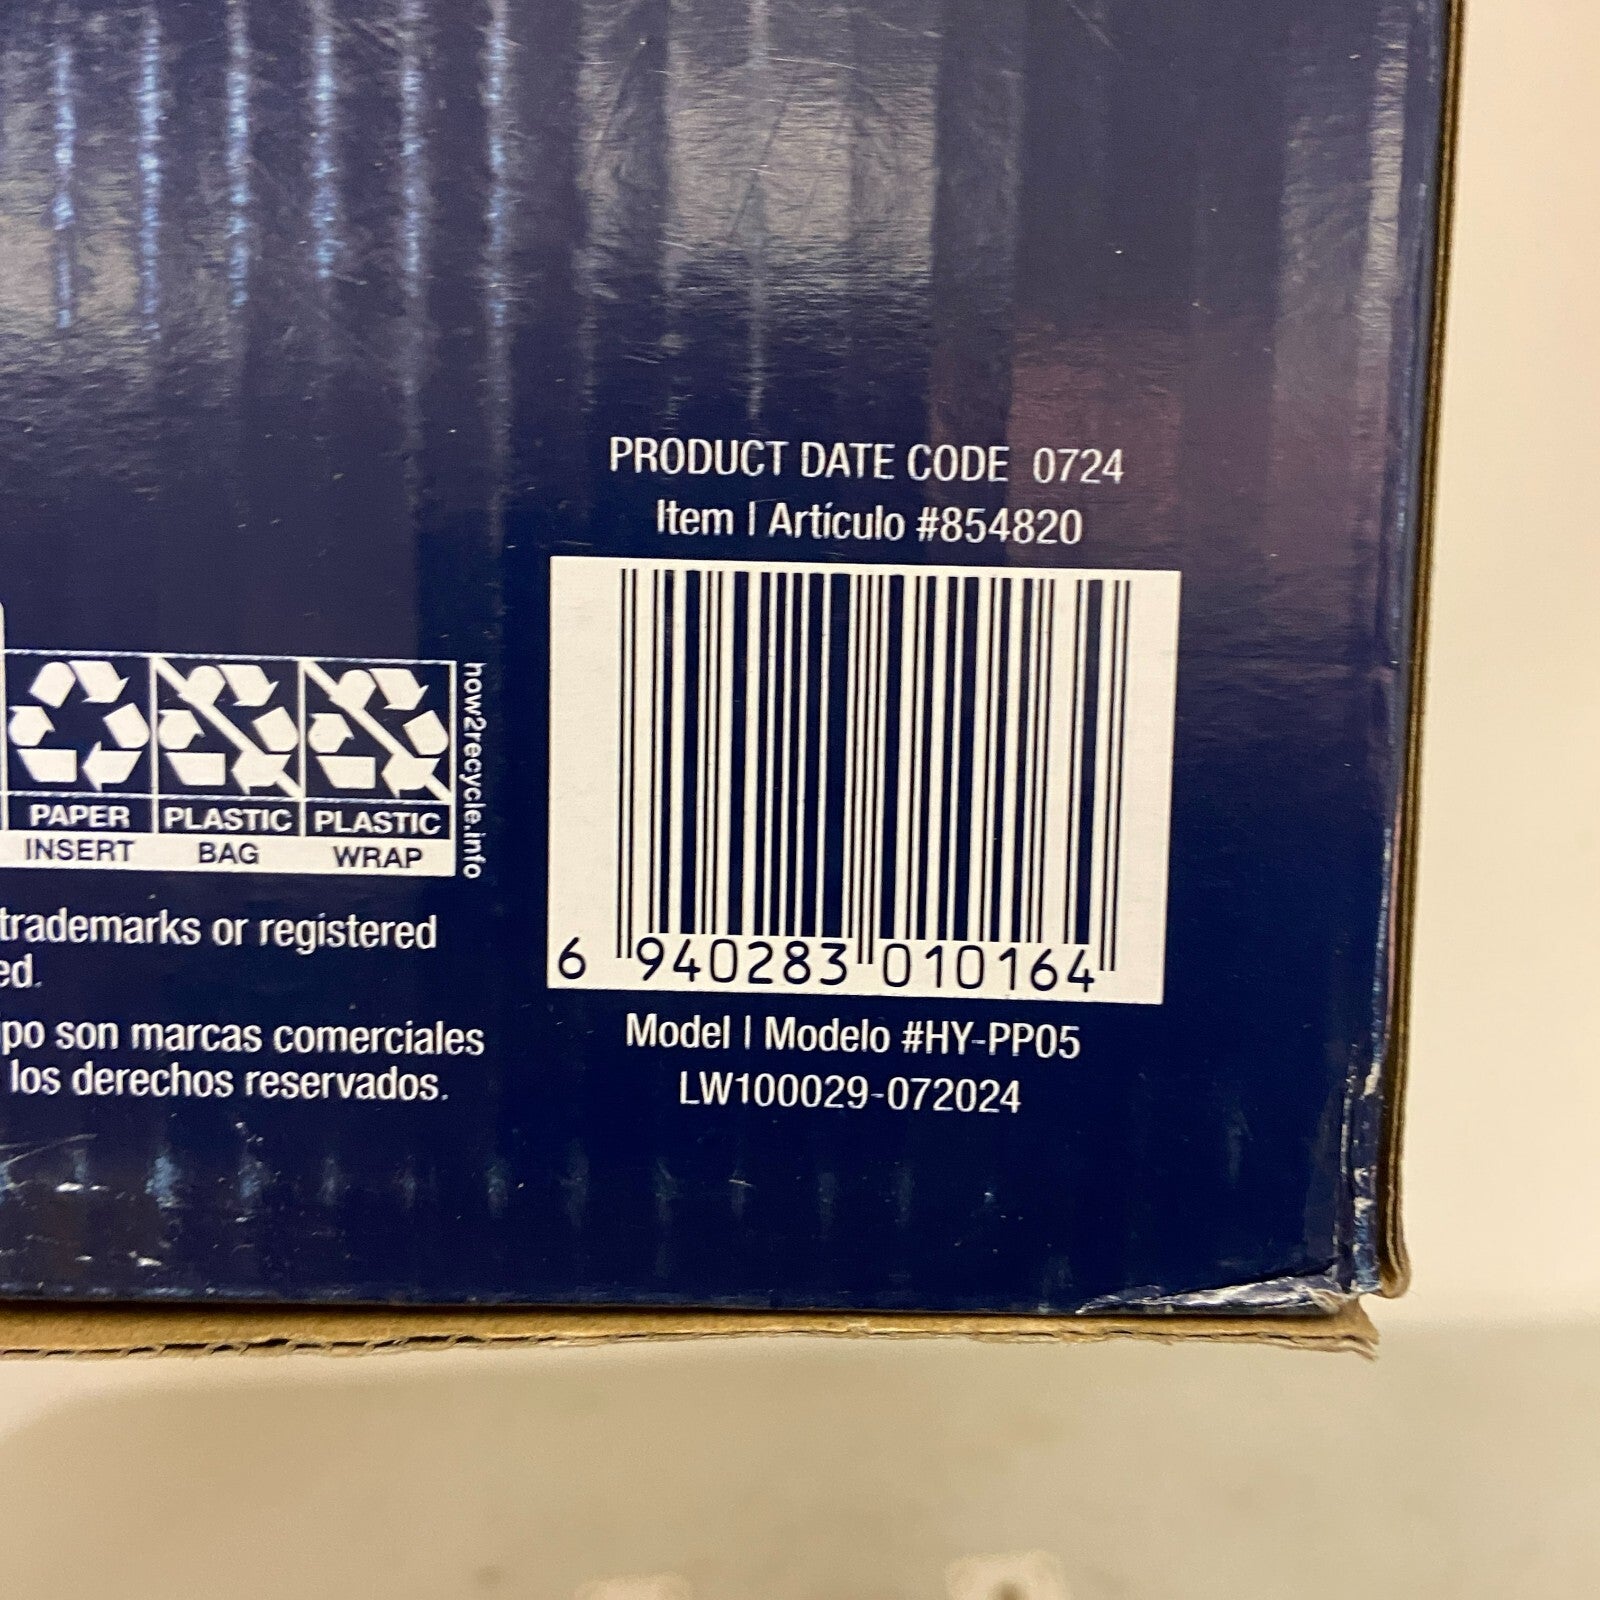 PRODUCT DATE CODE 0724
Item | Artículo #854820
6 940283 010164
Model | Modelo #HY-PP05
LW100029-072024
PAPER PLASTIC PLASTIC
INSERT BAG WRAP
how2recycle.info
trademarks or registered
ed.
ipo son marcas comerciales
los derechos reservados.